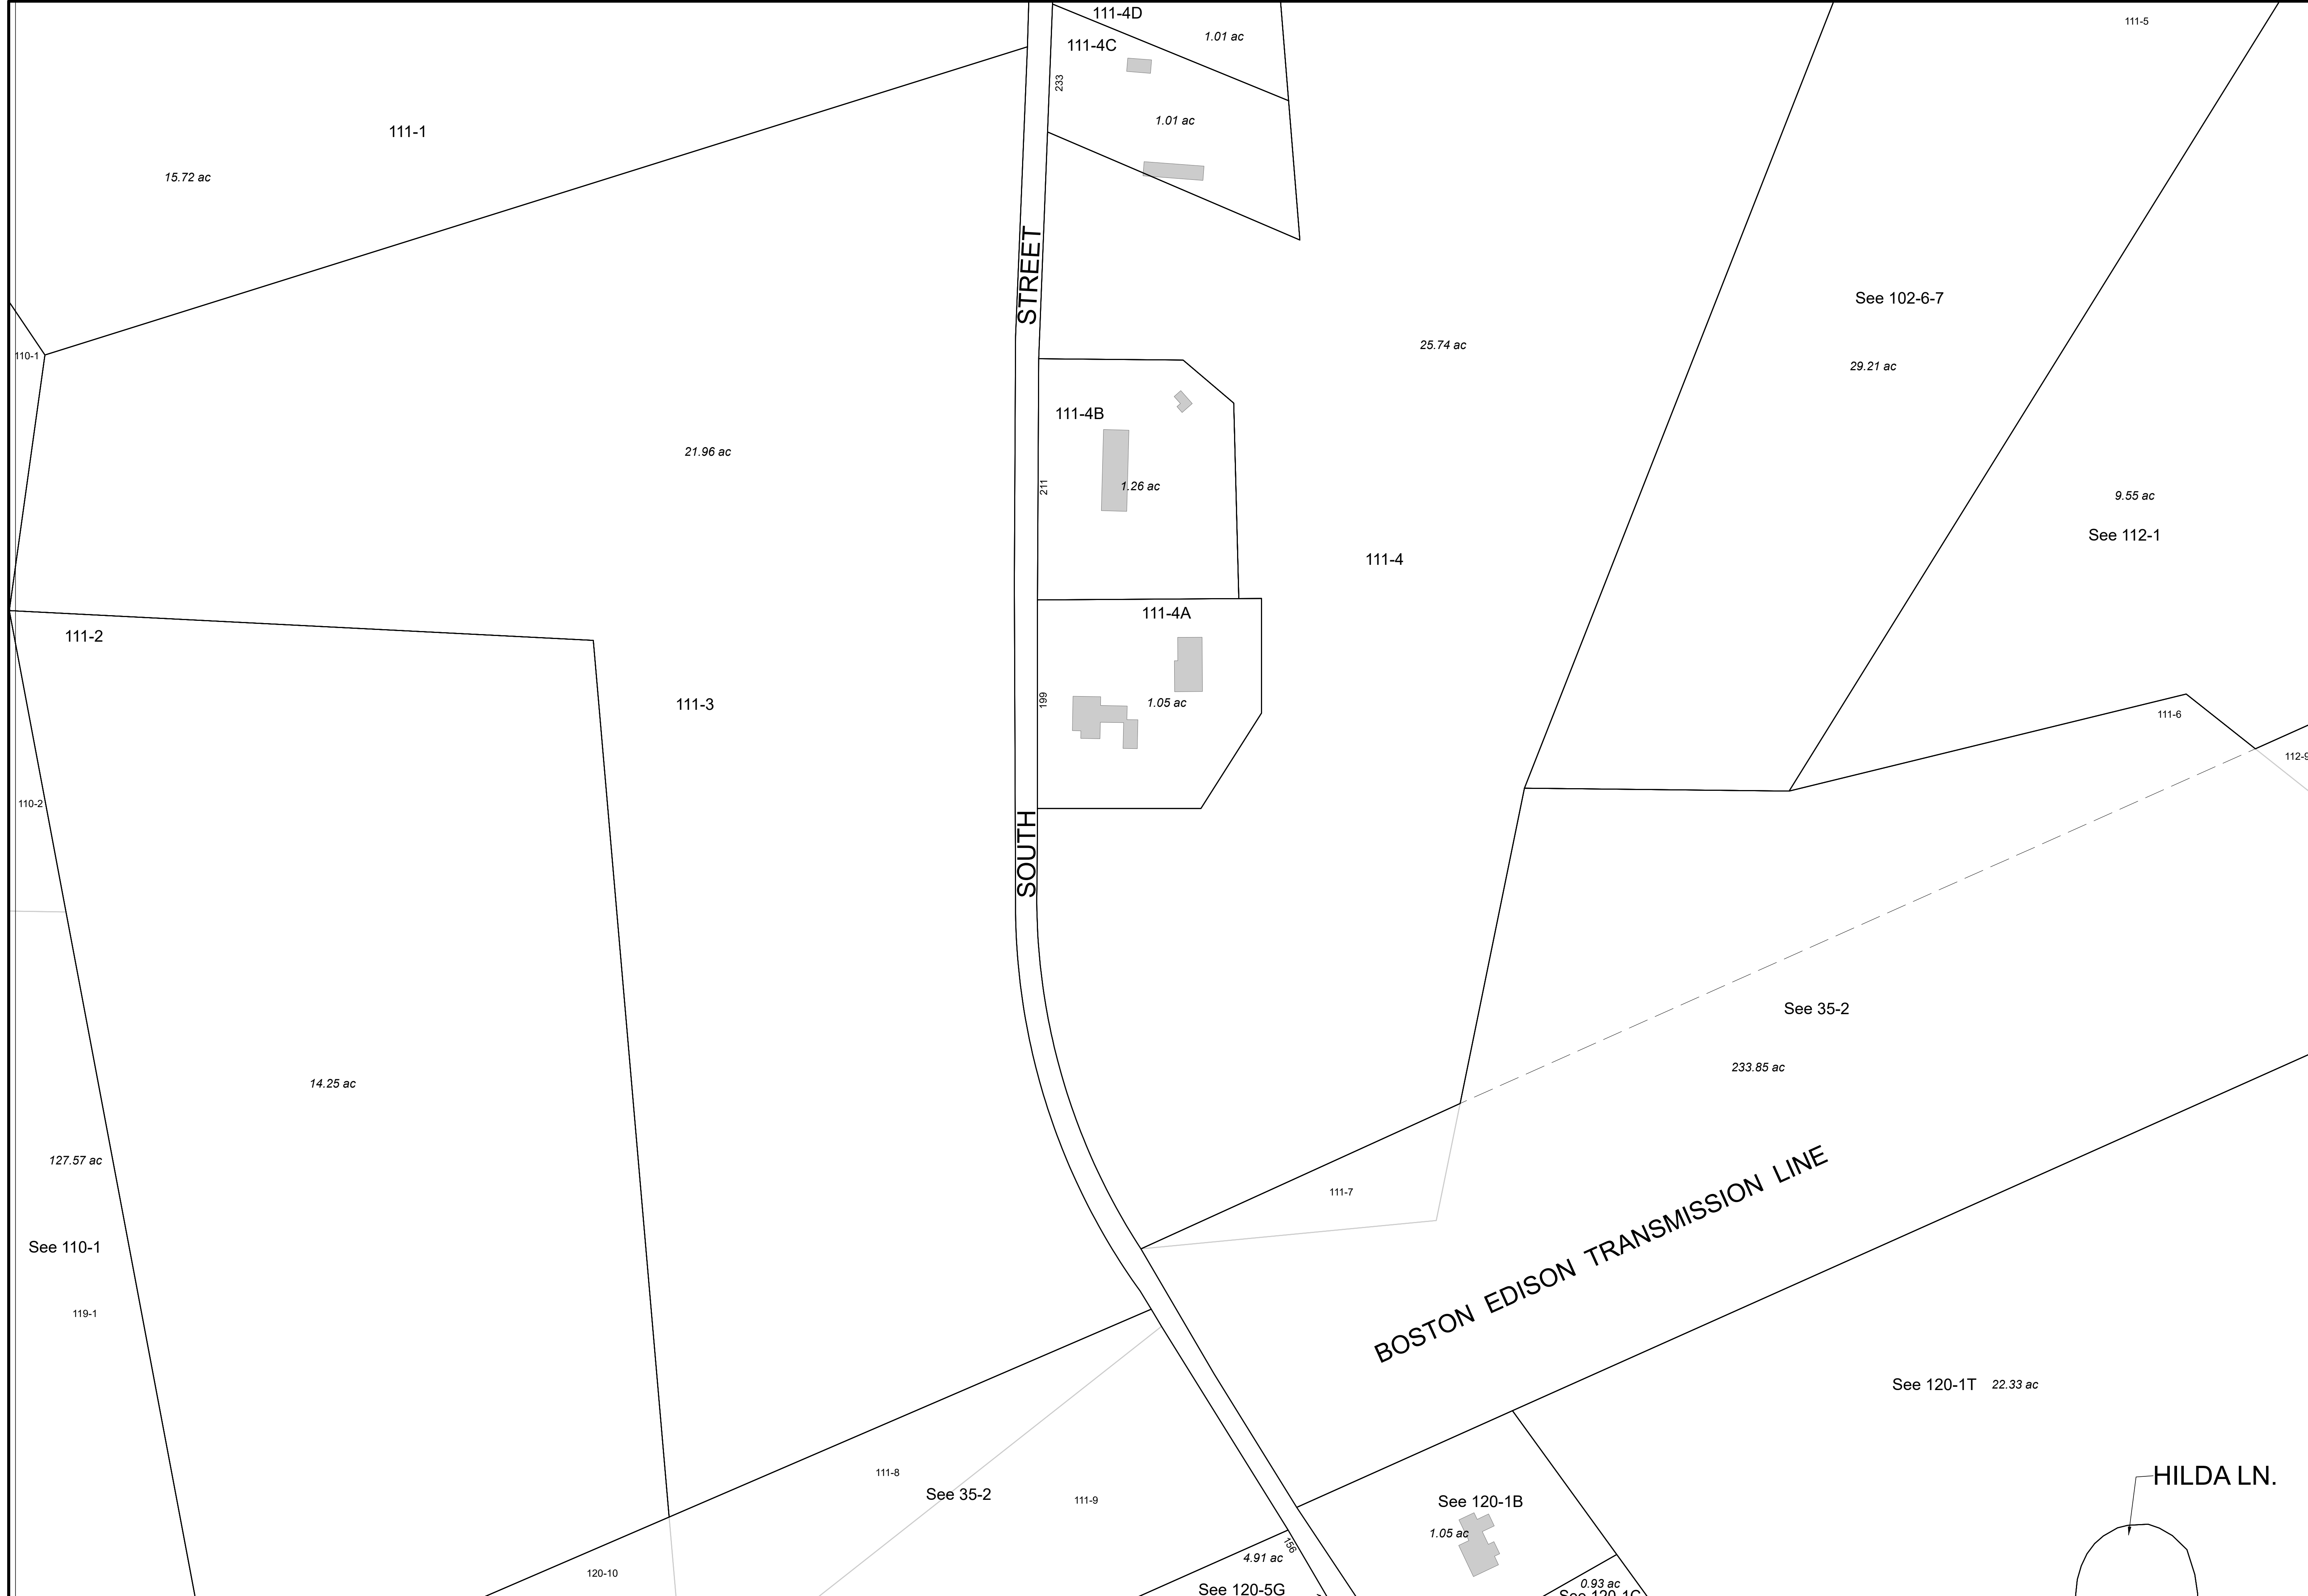 111-4D
111-5
1.01 ac
111-4C
233
1.01 ac
111-1
15.72 ac
STREET
See 102-6-7
25.74 ac
110-1
29.21 ac
111-4B
21.96 ac
211
1.26 ac
9.55 ac
See 112-1
111-4
111-4A
111-2
199
1.05 ac
111-3
111-6
112-9
110-2
SOUTH
See 35-2
233.85 ac
14.25 ac
127.57 ac
111-7
BOSTON EDISON TRANSMISSION LINE
See 110-1
119-1
See 120-1T 22.33 ac
111-8
HILDA LN.
See 35-2
111-9
See 120-1B
1.05 ac
156
4.91 ac
120-10
0.93 ac
See 120-5G
See 120-1C